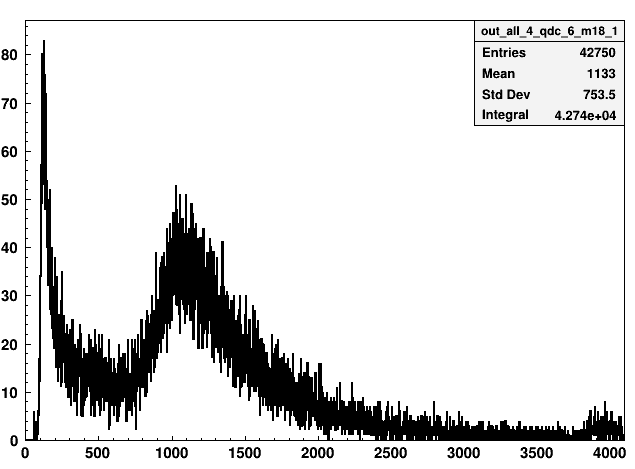 out_all_4_qdc_6_m18_1
Entries 42750
Mean 1133
Std Dev 753.5
Integral 4.274e+04
80
70
60
50
40
30
20
10
0
0 500 1000 1500 2000 2500 3000 3500 4000